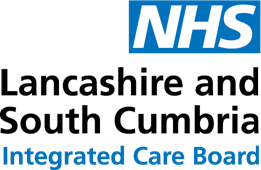 NHS
Lancashire and
South Cumbria
Integrated Care Board